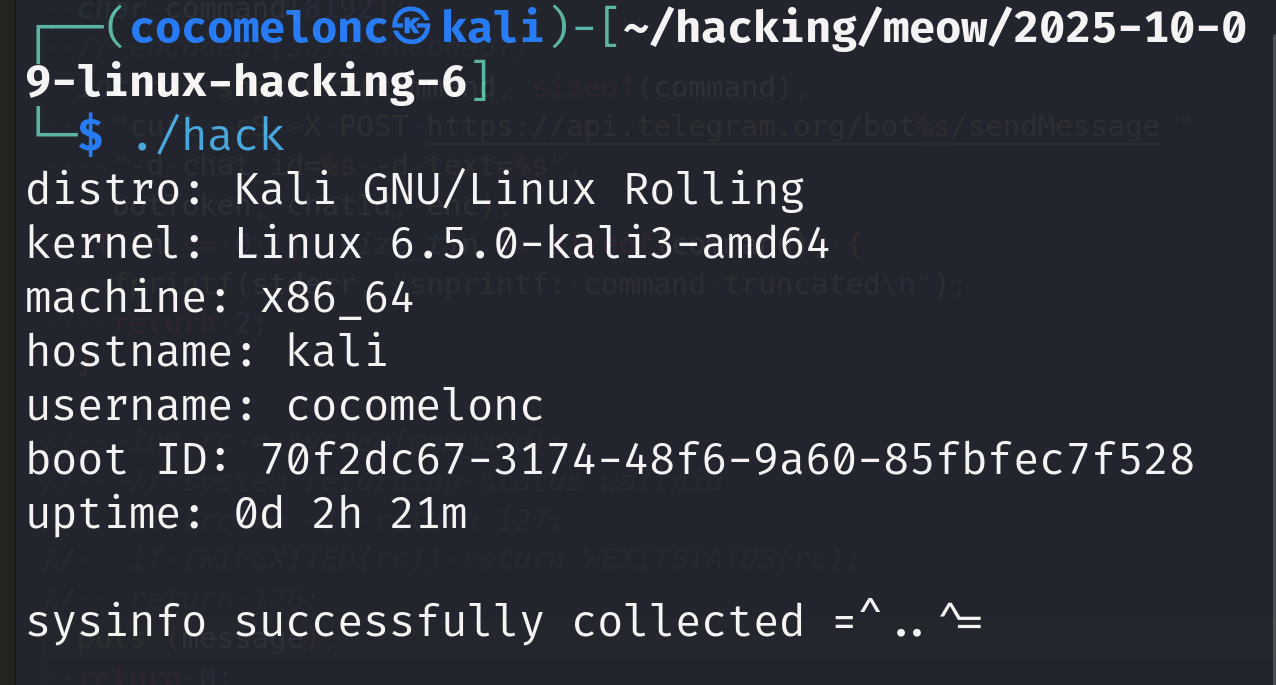 ┌──(cocomelonc㉿kali)-[~/hacking/meow/2025-10-0
9-linux-hacking-6]
└─$ ./hack
distro: Kali GNU/Linux Rolling
kernel: Linux 6.5.0-kali3-amd64
machine: x86_64
hostname: kali
username: cocomelonc
boot ID: 70f2dc67-3174-48f6-9a60-85fbfec7f528
uptime: 0d 2h 21m
sysinfo successfully collected =^..^=